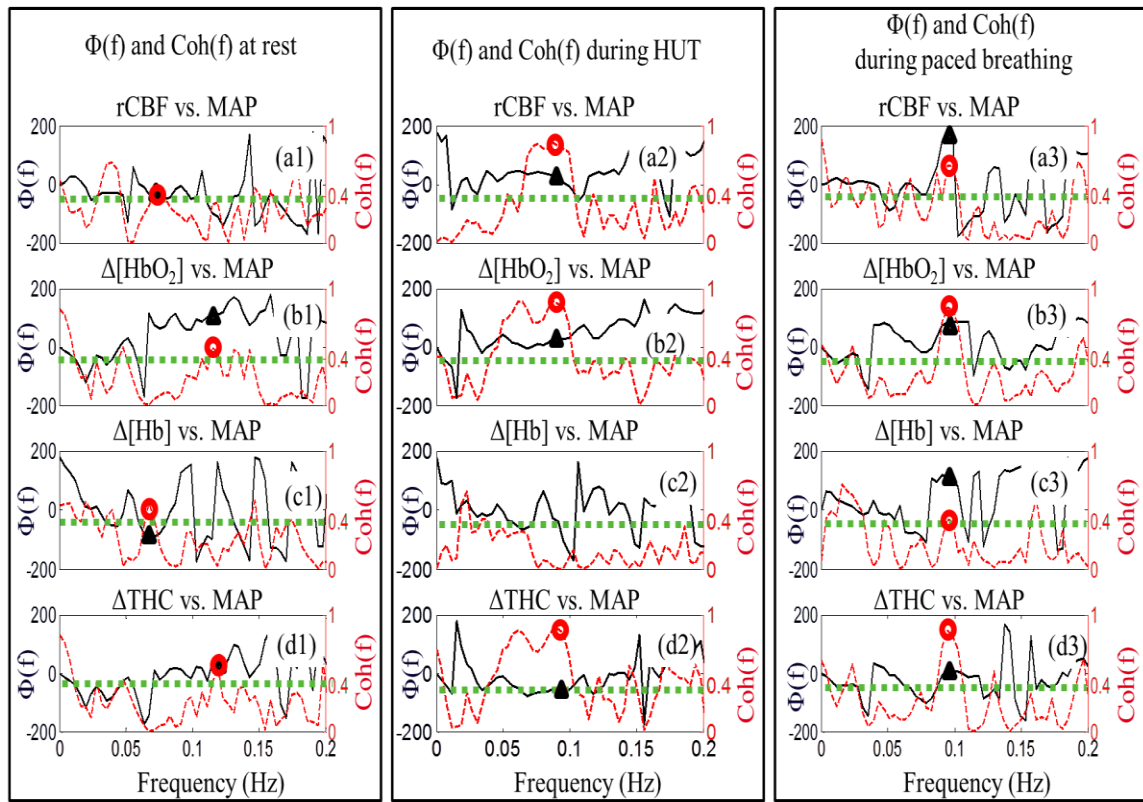 Φ(f) and Coh(f) at rest
rCBF vs. MAP
200
0
-200
Φ(f)
(a1)
1
0.4
0
Coh(f)
Δ[HbO₂] vs. MAP
200
0
-200
Φ(f)
(b1)
1
0.4
0
Coh(f)
Δ[Hb] vs. MAP
200
0
-200
Φ(f)
(c1)
1
0.4
0
Coh(f)
ΔTHC vs. MAP
200
0
-200
Φ(f)
(d1)
1
0.4
0
Coh(f)
0 0.05 0.1 0.15 0.2
Frequency (Hz)
Φ(f) and Coh(f) during HUT
rCBF vs. MAP
200
0
-200
Φ(f)
(a2)
1
0.4
0
Coh(f)
Δ[HbO₂] vs. MAP
200
0
-200
Φ(f)
(b2)
1
0.4
0
Coh(f)
Δ[Hb] vs. MAP
200
0
-200
Φ(f)
(c2)
1
0.4
0
Coh(f)
ΔTHC vs. MAP
200
0
-200
Φ(f)
(d2)
1
0.4
0
Coh(f)
0 0.05 0.1 0.15 0.2
Frequency (Hz)
Φ(f) and Coh(f)
during paced breathing
rCBF vs. MAP
200
0
-200
Φ(f)
(a3)
1
0.4
0
Coh(f)
Δ[HbO₂] vs. MAP
200
0
-200
Φ(f)
(b3)
1
0.4
0
Coh(f)
Δ[Hb] vs. MAP
200
0
-200
Φ(f)
(c3)
1
0.4
0
Coh(f)
ΔTHC vs. MAP
200
0
-200
Φ(f)
(d3)
1
0.4
0
Coh(f)
0 0.05 0.1 0.15 0.2
Frequency (Hz)